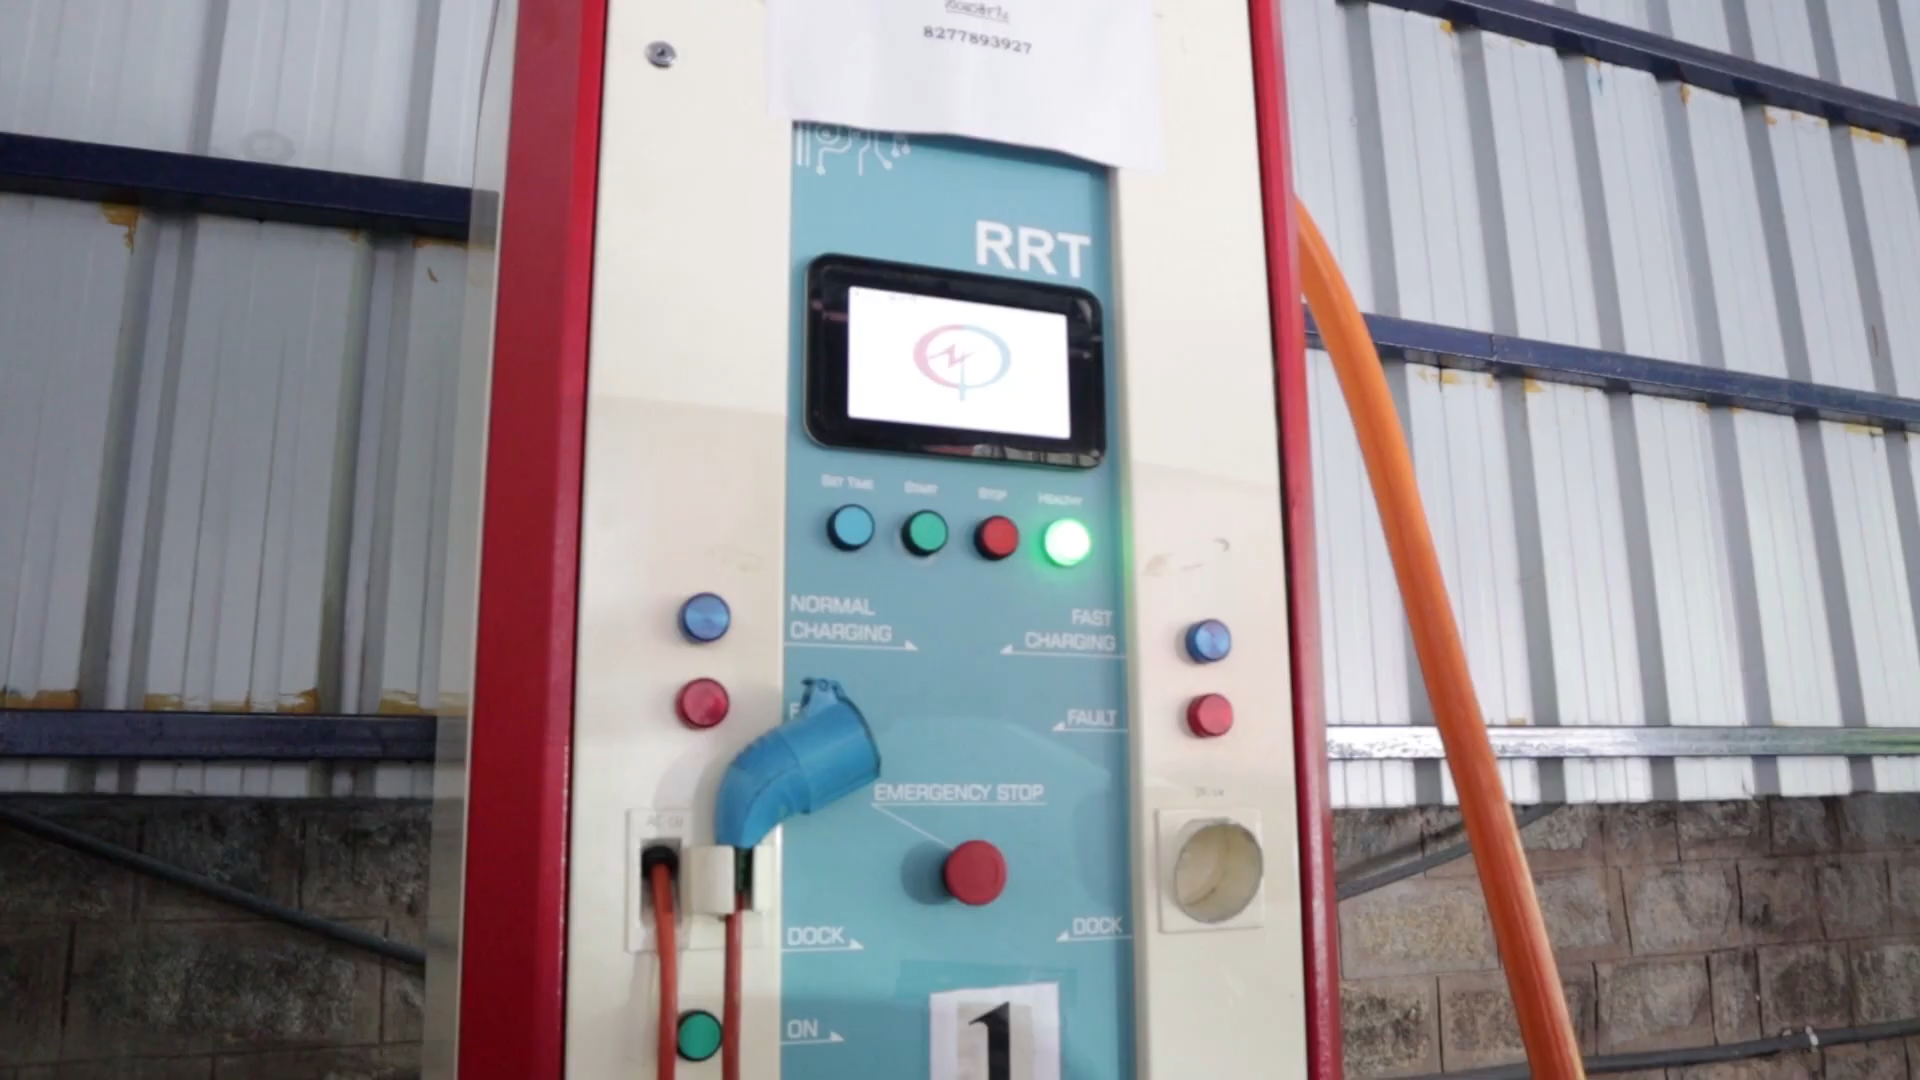 8277893927
RRT
SET TIME
START
STOP
HEALTHY
NORMAL
CHARGING
FAST
CHARGING
FAULT
EMERGENCY STOP
DOCK
DOCK
ON
1